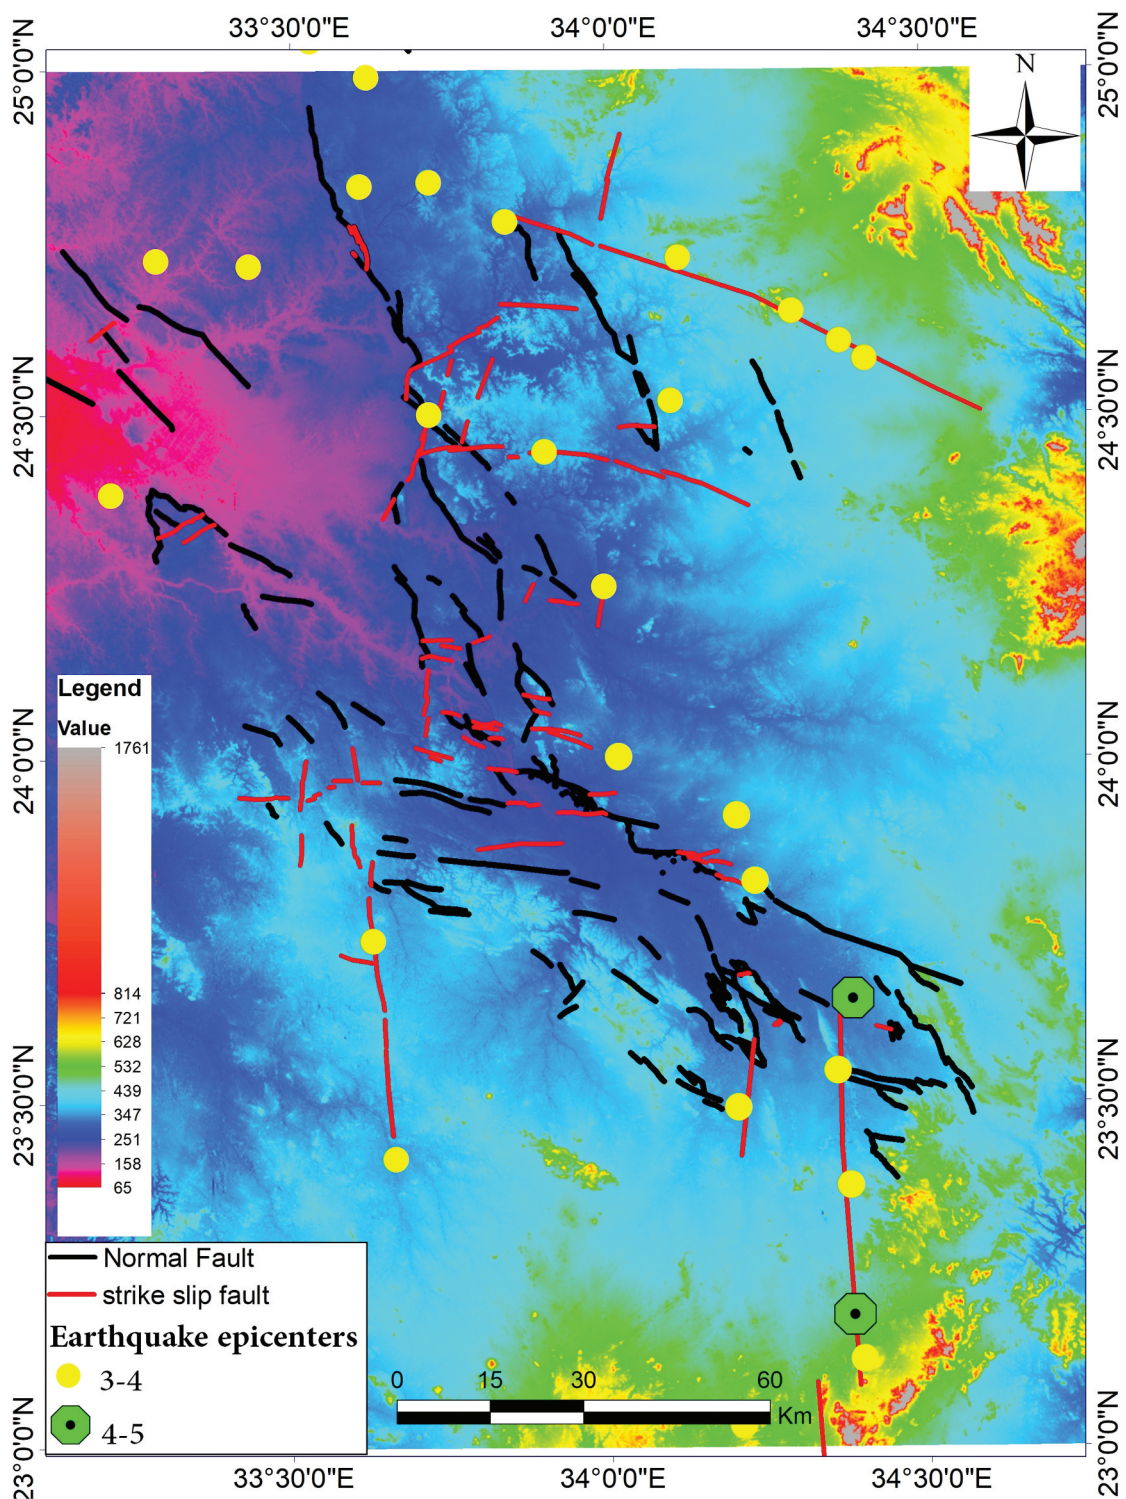 33°30'0"E 34°0'0"E 34°30'0"E
25°0'0"N 25°0'0"N
N
24°30'0"N 24°30'0"N
24°0'0"N 24°0'0"N
23°30'0"N 23°30'0"N
23°0'0"N 23°0'0"N
Legend
Value
1761
814
721
628
532
439
347
251
158
65
Normal Fault
strike slip fault
Earthquake epicenters
3-4
4-5
0 15 30 60
Km
33°30'0"E 34°0'0"E 34°30'0"E